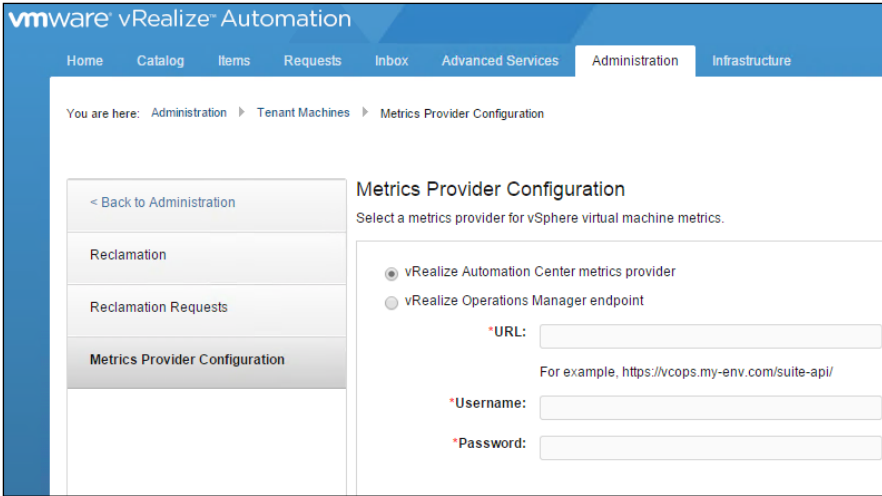 vmware® vRealize™ Automation
Home Catalog Items Requests Inbox Advanced Services Administration Infrastructure
You are here: Administration Tenant Machines Metrics Provider Configuration
< Back to Administration
Reclamation
Reclamation Requests
Metrics Provider Configuration
Metrics Provider Configuration
Select a metrics provider for vSphere virtual machine metrics.
vRealize Automation Center metrics provider
vRealize Operations Manager endpoint
*URL:
For example, https://vcops.my-env.com/suite-api/
*Username:
*Password: